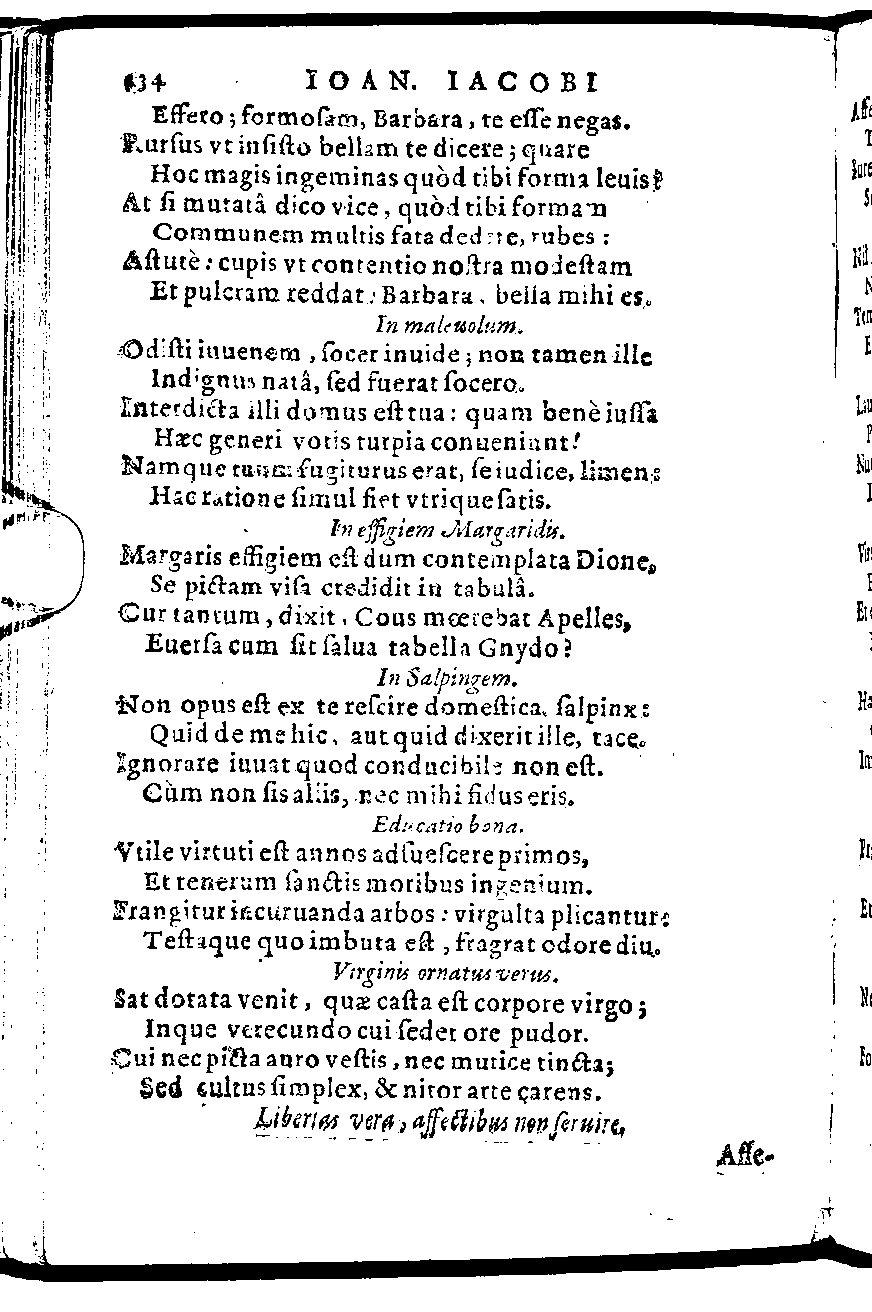 634 IOAN. IACOBI
Effero; formoſam, Barbara, te eſſe negas.
Rurſus vt inſiſto bellam te dicere; quare
Hoc magis ingeminas quòd tibi forma leuis?
At ſi mutatâ dico vice, quòd tibi formam
Communem multis fata dedere, rubes:
Aſtutè: cupis vt contentio noſtra modeſtam
Et pulcram reddat: Barbara, bella mihi es.
In maleuolum.
Odiſti iuuenem, ſocer inuide; non tamen ille
Indignus natâ, ſed fuerat ſocero.
Interdicta illi domus eſt tua: quam benè iuſſa
Hæc generi votis turpia conueniunt!
Namque tuum fugiturus erat, ſe iudice, limen:
Hac ratione ſimul fiet vtrique ſatis.
In effigiem Margaridis.
Margaris effigiem eſt dum contemplata Dione,
Se pictam viſa credidit in tabulâ.
Cur tantum, dixit, Cous mœrebat Apelles,
Euerſa cum ſit ſalua tabella Gnydo?
In Salpingem.
Non opus eſt ex te reſcire domeſtica, ſalpinx:
Quid de me hic, aut quid dixerit ille, tace.
Ignorare iuuat quod conducibile non eſt.
Cùm non ſis aliis, nec mihi fidus eris.
Educatio bona.
Vtile virtuti eſt annos adſueſcere primos,
Et tenerum ſanctis moribus ingenium.
Frangitur incuruanda arbos: virgulta plicantur:
Teſtaque quo imbuta eſt, fragrat odore diu.
Virginis ornatus verus.
Sat dotata venit, quæ caſta eſt corpore virgo;
Inque verecundo cui ſedet ore pudor.
Cui nec picta auro veſtis, nec murice tincta;
Sed cultus ſimplex, & nitor arte carens.
Libertas vera, affectibus non ſeruire.
Aſſe-